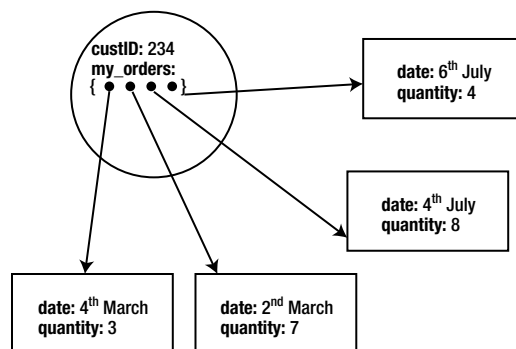 custID: 234
my_orders:
{ • • • • }
date: 6th July
quantity: 4
date: 4th July
quantity: 8
date: 4th March
quantity: 3
date: 2nd March
quantity: 7